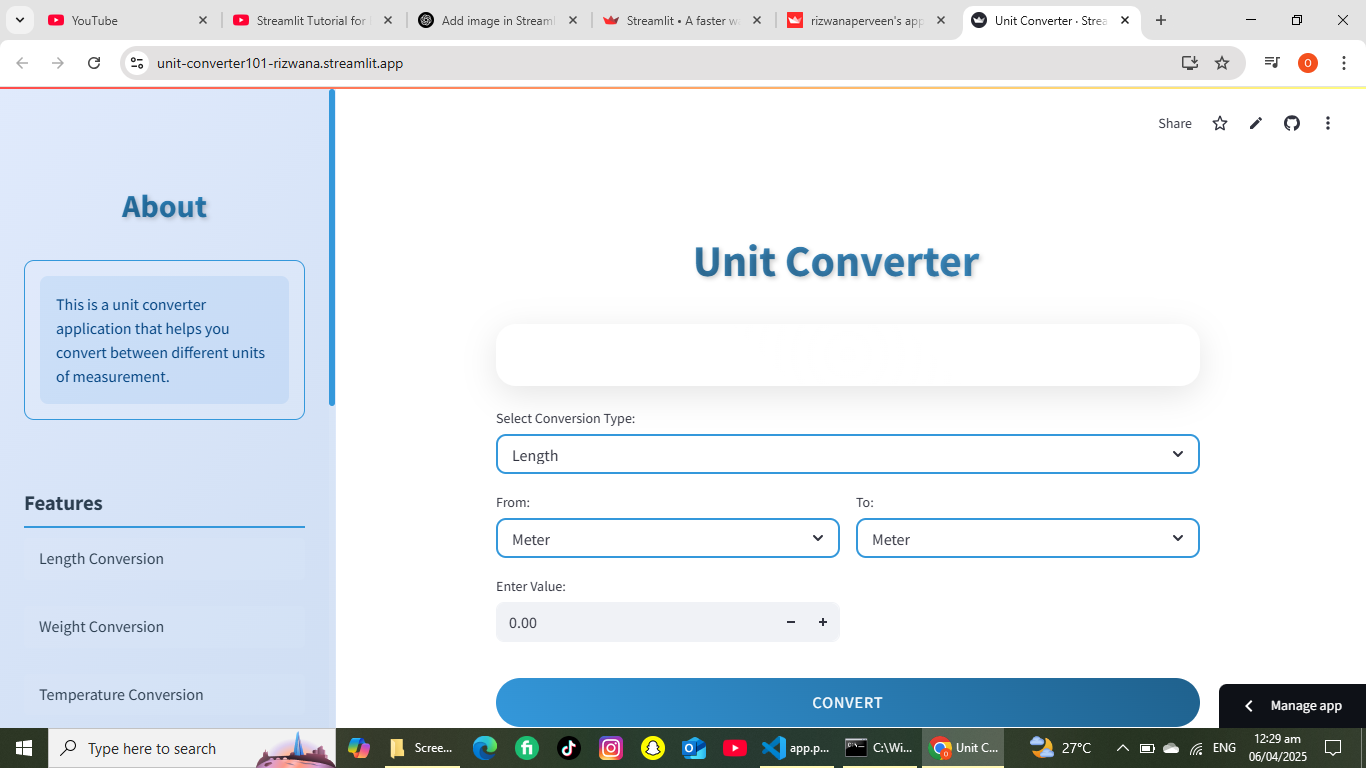 YouTube
Streamlit Tutorial for
Add image in Streaml
Streamlit • A faster w
rizwanaperveen's app
Unit Converter · Strea
unit-converter101-rizwana.streamlit.app
O
Share
About
This is a unit converter
application that helps you
convert between different units
of measurement.
Features
Length Conversion
Weight Conversion
Temperature Conversion
Unit Converter
Select Conversion Type:
Length
From:
To:
Meter
Meter
Enter Value:
0.00
CONVERT
Manage app
Type here to search
Scree...
fi
app.p...
C:\Wi...
Unit C...
27°C
ENG
12:29 am
06/04/2025